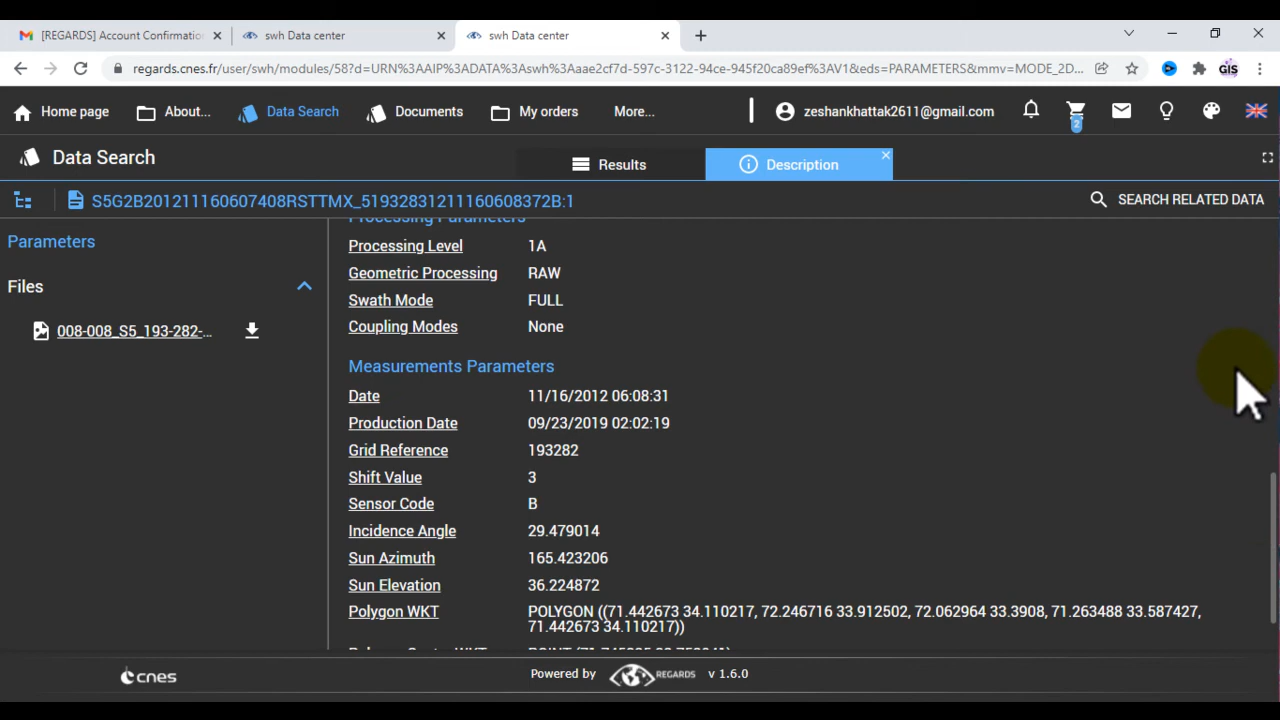 [REGARDS] Account Confirmation
swh Data center
swh Data center
regards.cnes.fr/user/swh/modules/58?d=URN%3AAIP%3ADATA%3Aswh%3Aaae2cf7d-597c-3122-94ce-945f20ca89ef%3AV1&eds=PARAMETERS&mmv=MODE_2D...
GIS
Home page About... Data Search Documents My orders More... zeshankhattak2611@gmail.com 2
Data Search Results Description
S5G2B201211160607408RSTTMX_51932831211160608372B:1 SEARCH RELATED DATA
Parameters
Files
008-008_S5_193-282-...
Processing Parameters
Processing Level 1A
Geometric Processing RAW
Swath Mode FULL
Coupling Modes None
Measurements Parameters
Date 11/16/2012 06:08:31
Production Date 09/23/2019 02:02:19
Grid Reference 193282
Shift Value 3
Sensor Code B
Incidence Angle 29.479014
Sun Azimuth 165.423206
Sun Elevation 36.224872
Polygon WKT POLYGON ((71.442673 34.110217, 72.246716 33.912502, 72.062964 33.3908, 71.263488 33.587427,
71.442673 34.110217))
cnes Powered by REGARDS v 1.6.0